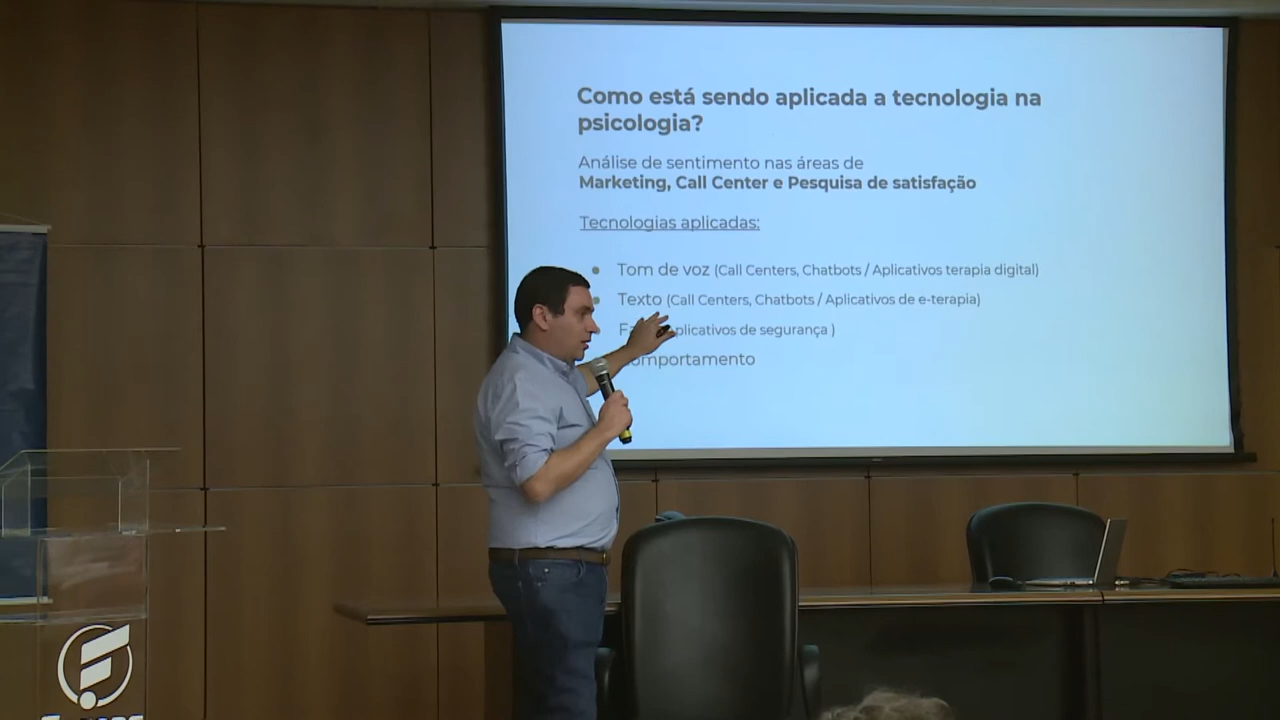 Como está sendo aplicada a tecnologia na
psicologia?
Análise de sentimento nas áreas de
Marketing, Call Center e Pesquisa de satisfação
Tecnologias aplicadas:
Tom de voz (Call Centers, Chatbots / Aplicativos terapia digital)
Texto (Call Centers, Chatbots / Aplicativos de e-terapia)
de segurança )